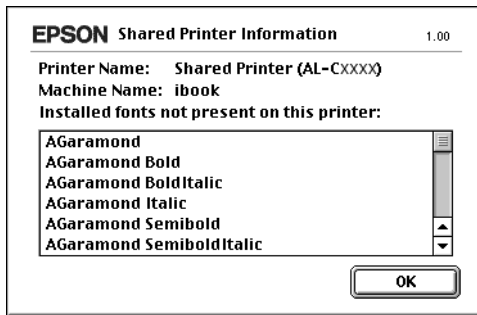 EPSON Shared Printer Information 1.00
Printer Name: Shared Printer (AL-CXXXX)
Machine Name: ibook
Installed fonts not present on this printer:
AGaramond
AGaramond Bold
AGaramond BoldItalic
AGaramond Italic
AGaramond Semibold
AGaramond SemiboldItalic
OK